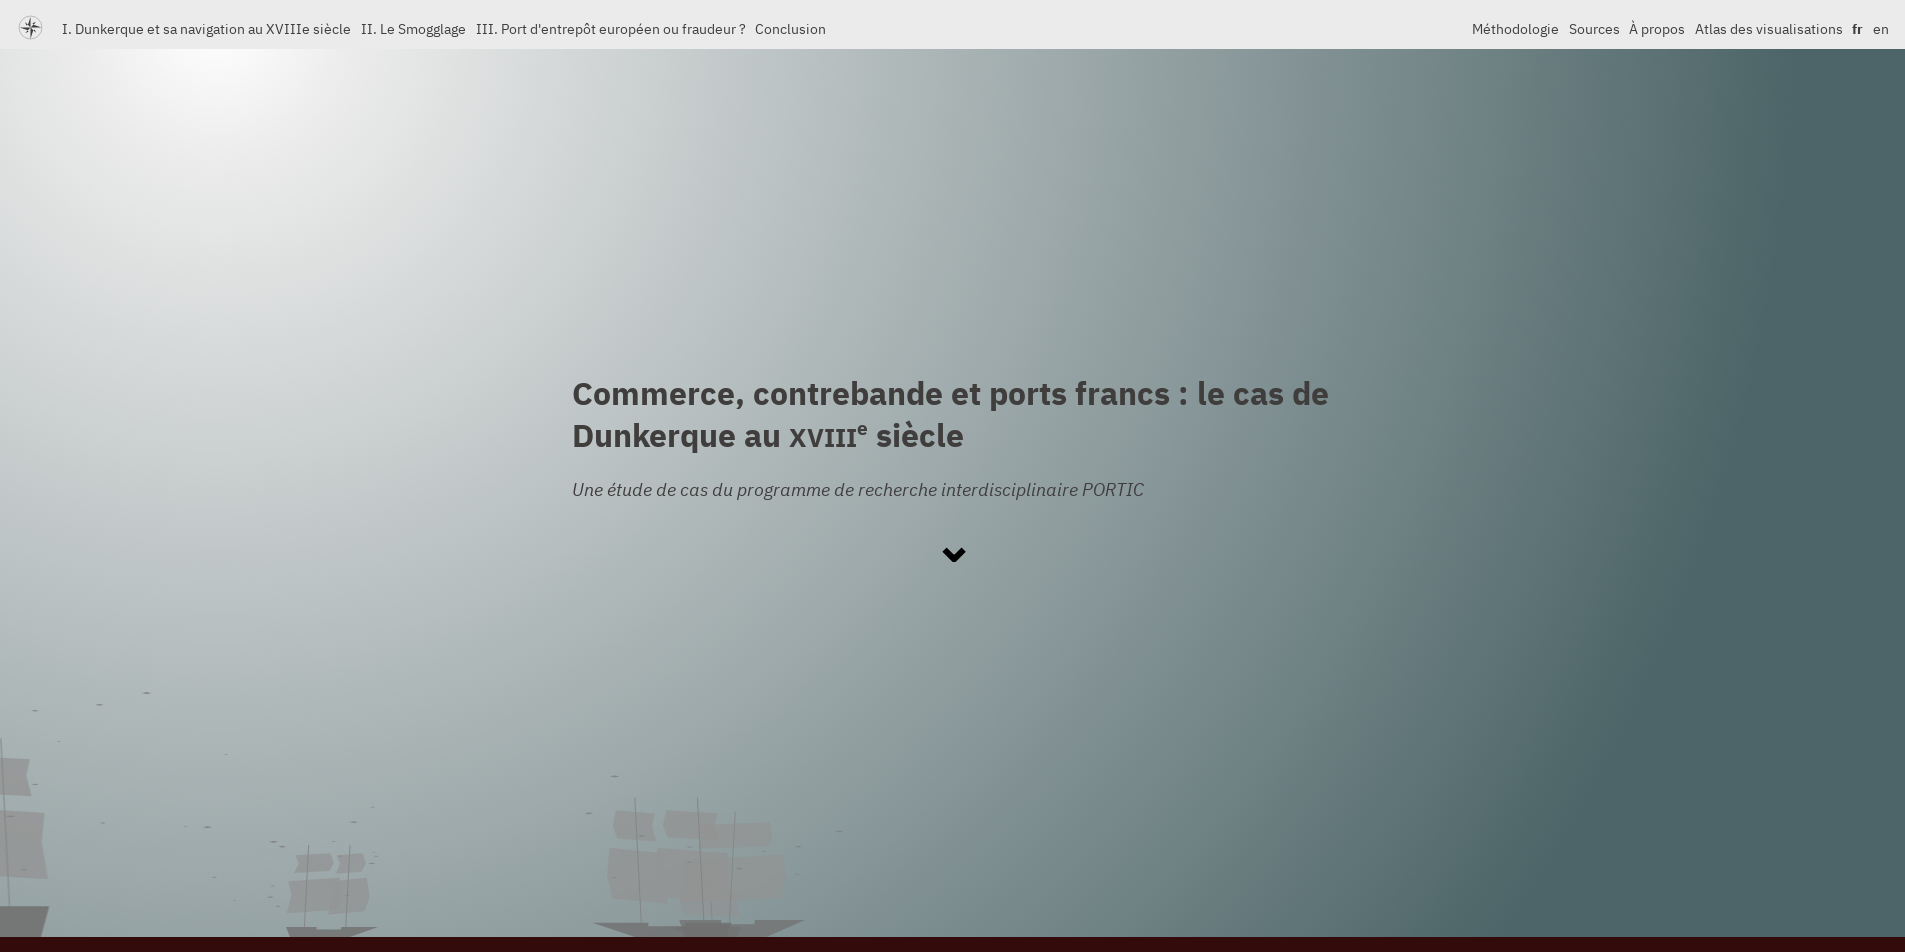 I. Dunkerque et sa navigation au XVIIIe siècle II. Le Smogglage III. Port d'entrepôt européen ou fraudeur ? Conclusion Méthodologie Sources À propos Atlas des visualisations fr en
Commerce, contrebande et ports francs : le cas de
Dunkerque au XVIIIe siècle
Une étude de cas du programme de recherche interdisciplinaire PORTIC